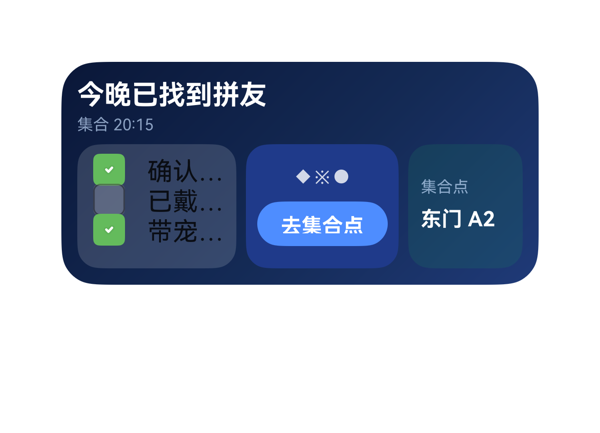 今晚已找到拼友
集合 20:15
确认...
已戴...
带宠...
◆※●
去集合点
集合点
东门 A2